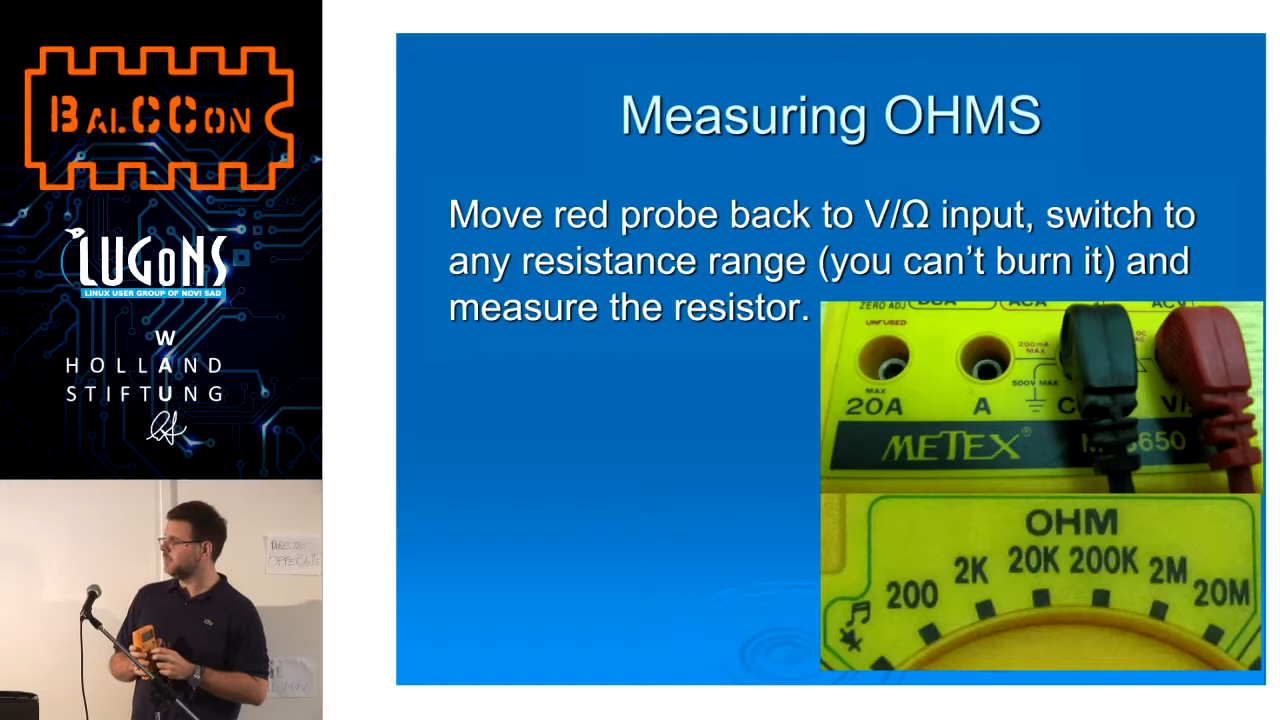 BALCCON
LUGoNS
LINUX USER GROUP OF NOVI SAD
W
HOLLAND
STIFTUNG
Measuring OHMS
Move red probe back to V/Ω input, switch to
any resistance range (you can’t burn it) and
measure the resistor.
ZERO ADJ
UNFUSED
200mA
MAX
500V MAX
MAX
20A
A
METEX®
650
OHM
200
2K
20K
200K
2M
20M